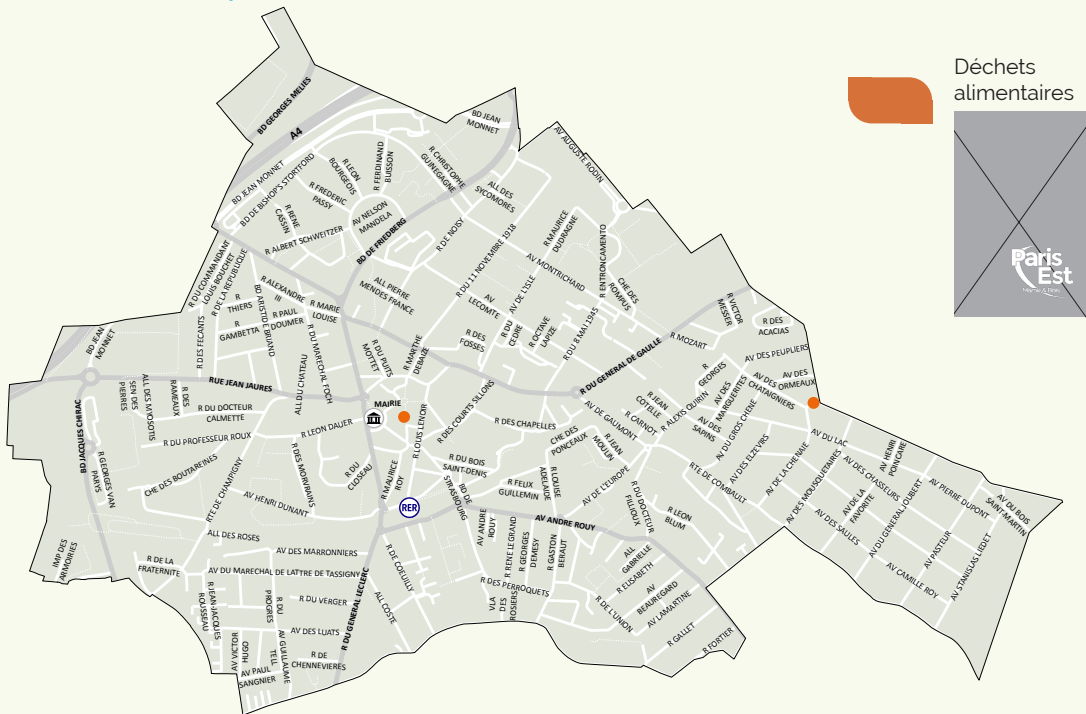 Déchets
alimentaires
Paris
Est
Marne & Bois
BD GEORGES MELIES
A4
BD JEAN
MONNET
AV AUGUSTE RODIN
BD JEAN MONNET
BD DE BISHOP'S STORTFORD
R LEON
BOURGEOIS
R FERDINAND
BUISSON
R CHRISTOPHE
GUINEGAGNE
ALL DES
SYCOMORES
R FREDERIC
PASSY
R RENE
CASSIN
AV NELSON
MANDELA
R ALBERT SCHWEITZER
BD DE FRIEDBERG
R DE NOISY
R MAURICE
DUDRAGNE
R DU 11 NOVEMBRE 1918
AV MONTRICHARD
R ENTRONCAMENTO
CHE DES
ROMPUS
R DU COMMANDANT
LOUIS BOUCHET
R DE LA REPUBLIQUE
R ALEXANDRE
III
R MARIE
LOUISE
ALL PIERRE
MENDES FRANCE
AV
LECOMTE
AV DE L'ISLE
R
THIERS
R
GAMBETTA
BD ARISTIDE BRIAND
R PAUL
DOUMER
R DES FECANTS
R DU MARECHAL FOCH
ALL DU CHATEAU
R DU PUITS
MOTTET
R MARTHE
DEBAIZE
R DES
FOSSES
R DU
CEDRE
R OCTAVE
LAPIZE
R DU 8 MAI 1945
R VICTOR
MESSER
R DES
ACACIAS
R MOZART
R DU GENERAL DE GAULLE
AV DES PEUPLIERS
R
GEORGES
AV DES
ORMEAUX
AV DES
CHATAIGNIERS
BD JEAN
MONNET
RUE JEAN JAURES
SEN DES
PIERRES
ALL DES MYOSOTIS
R DES
RAMEAUX
R DU DOCTEUR
CALMETTE
MAIRIE
R LEON DAUER
R LOUIS LENOIR
R DES COURTS SILLONS
R DES CHAPELLES
AV DE GAUMONT
R JEAN
COTELLE
R CARNOT
R ALEXIS QUIRIN
AV DES
MARGUERITES
AV DES
SAPINS
AV DU GROS CHENE
AV DES ELZEVIRS
AV DU LAC
AV HENRI
POINCARE
BD JACQUES CHIRAC
R GEORGES VAN
PARYS
R DU PROFESSEUR ROUX
CHE DES BOUTAREINES
RTE DE CHAMPIGNY
R DES MORVRAINS
R DU
CLOSEAU
R MAURICE
ROY
RER
R DU BOIS
SAINT-DENIS
BD DE
STRASBOURG
CHE DES
PONCEAUX
R JEAN
MOULIN
R LOUISE
ADELAIDE
R FELIX
GUILLEMIN
AV DE L'EUROPE
RTE DE COMBAULT
AV DE LA CHENAIE
AV DES MOUSQUETAIRES
AV DES CHASSEURS
AV DE LA
FAVORITE
AV DES SAULES
AV DU GENERAL JOUBERT
AV PIERRE DUPONT
AV DU BOIS
SAINT-MARTIN
AV PASTEUR
AV STANISLAS LIEDET
AV CAMILLE ROY
AV HENRI DUNANT
ALL DES ROSES
AV ANDRE
ROUY
R RENE LEGRAND
R GEORGES
DEMESY
R GASTON
BERAUT
AV ANDRE ROUY
R DU DOCTEUR
FILLIOUX
R LEON
BLUM
IMP DES
ARMOIRIES
R DE LA
FRATERNITE
AV DES MARRONNIERS
AV DU MARECHAL DE LATTRE DE TASSIGNY
R JEAN-JACQUES
ROUSSEAU
R DU
PROGRES
R DU VERGER
R DU GENERAL LECLERC
R DE COEUILLY
ALL COSTE
R DES PERROQUETS
VLA
DES
ROSIERS
ALL
GABRIELLE
R ELISABETH
AV
BEAUREGARD
R DE L'UNION
AV LAMARTINE
R GALLET
R FORTIER
AV VICTOR
HUGO
AV DES LILATS
AV GUILLAUME
TELL
R DE
CHENNEVIERES
AV PAUL
SANGNIER